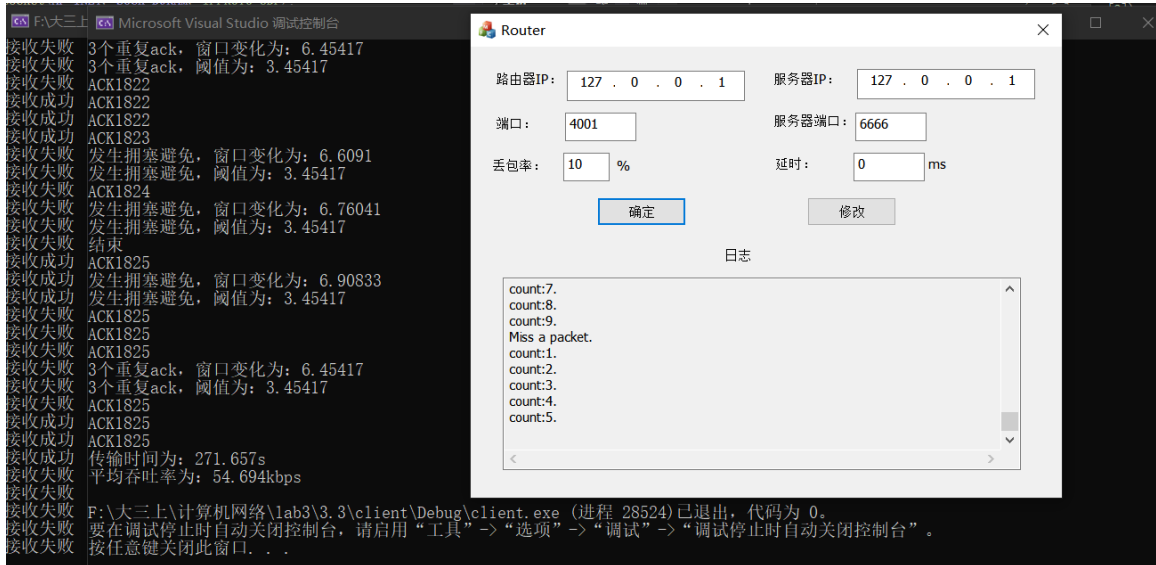 F:\大三上
Microsoft Visual Studio 调试控制台
接收失败
接收失败
接收失败
接收成功
接收成功
接收成功
接收失败
接收失败
接收失败
接收失败
接收失败
接收失败
接收成功
接收成功
接收成功
接收失败
接收失败
接收失败
接收失败
接收失败
接收失败
接收成功
接收成功
接收成功
接收失败
接收失败
接收失败
接收失败
接收失败
3个重复ack，窗口变化为：6.45417
3个重复ack，阈值为：3.45417
ACK1822
ACK1822
ACK1822
ACK1823
发生拥塞避免，窗口变化为：6.6091
发生拥塞避免，阈值为：3.45417
ACK1824
发生拥塞避免，窗口变化为：6.76041
发生拥塞避免，阈值为：3.45417
结束
ACK1825
发生拥塞避免，窗口变化为：6.90833
发生拥塞避免，阈值为：3.45417
ACK1825
ACK1825
ACK1825
3个重复ack，窗口变化为：6.45417
3个重复ack，阈值为：3.45417
ACK1825
ACK1825
ACK1825
传输时间为：271.657s
平均吞吐率为：54.694kbps
F:\大三上\计算机网络\lab3\3.3\client\Debug\client.exe (进程 28524)已退出，代码为 0。
要在调试停止时自动关闭控制台，请启用“工具”->“选项”->“调试”->“调试停止时自动关闭控制台”。
按任意键关闭此窗口. . .
Router
路由器IP： 127 . 0 . 0 . 1 服务器IP： 127 . 0 . 0 . 1
端口： 4001 服务器端口： 6666
丢包率： 10 % 延时： 0 ms
确定 修改
日志
count:7.
count:8.
count:9.
Miss a packet.
count:1.
count:2.
count:3.
count:4.
count:5.